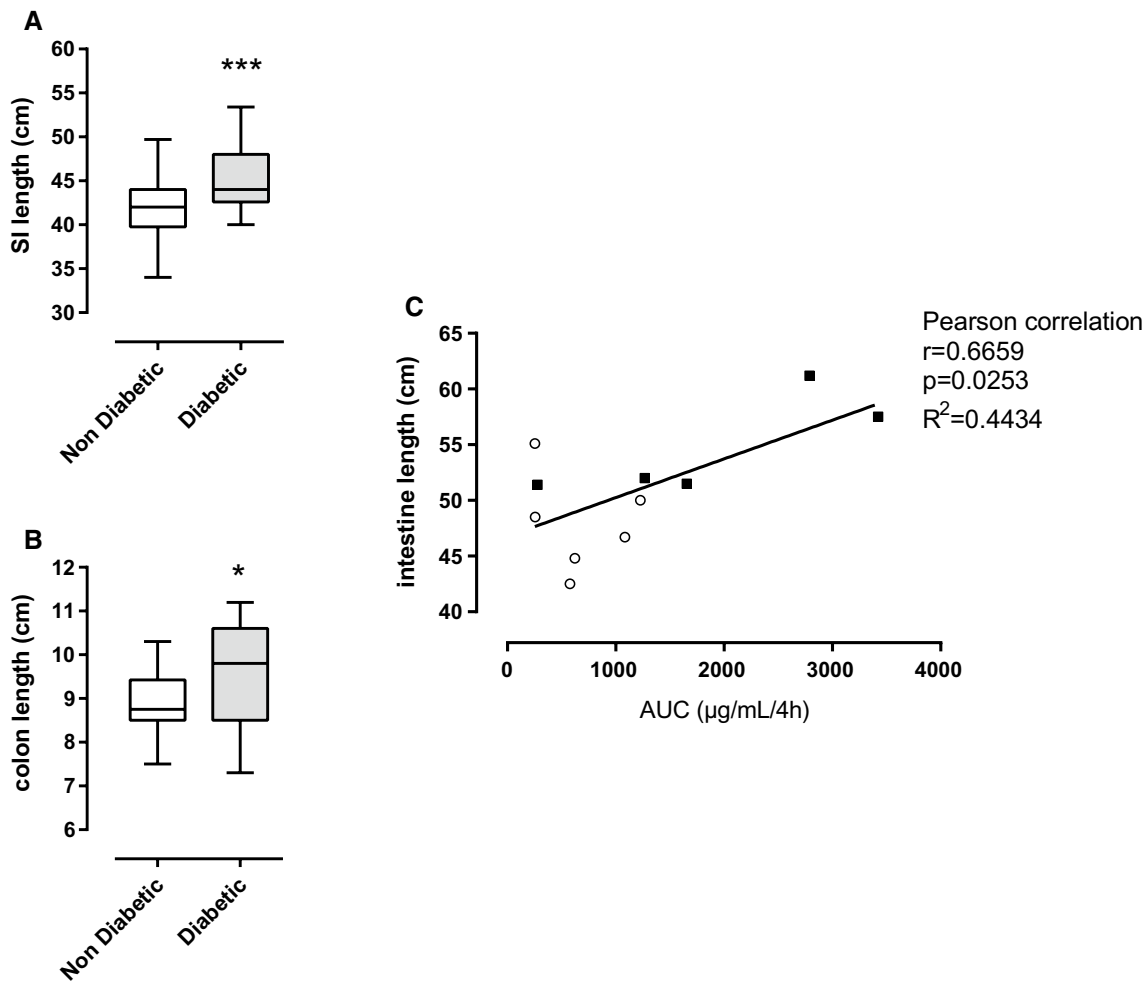 A
60
55
50
45
40
35
30
SI length (cm)
***
Non Diabetic
Diabetic
B
12
11
10
9
8
7
6
colon length (cm)
*
Non Diabetic
Diabetic
C
65
60
55
50
45
40
intestine length (cm)
0 1000 2000 3000 4000
AUC (µg/mL/4h)
Pearson correlation
r=0.6659
p=0.0253
R²=0.4434